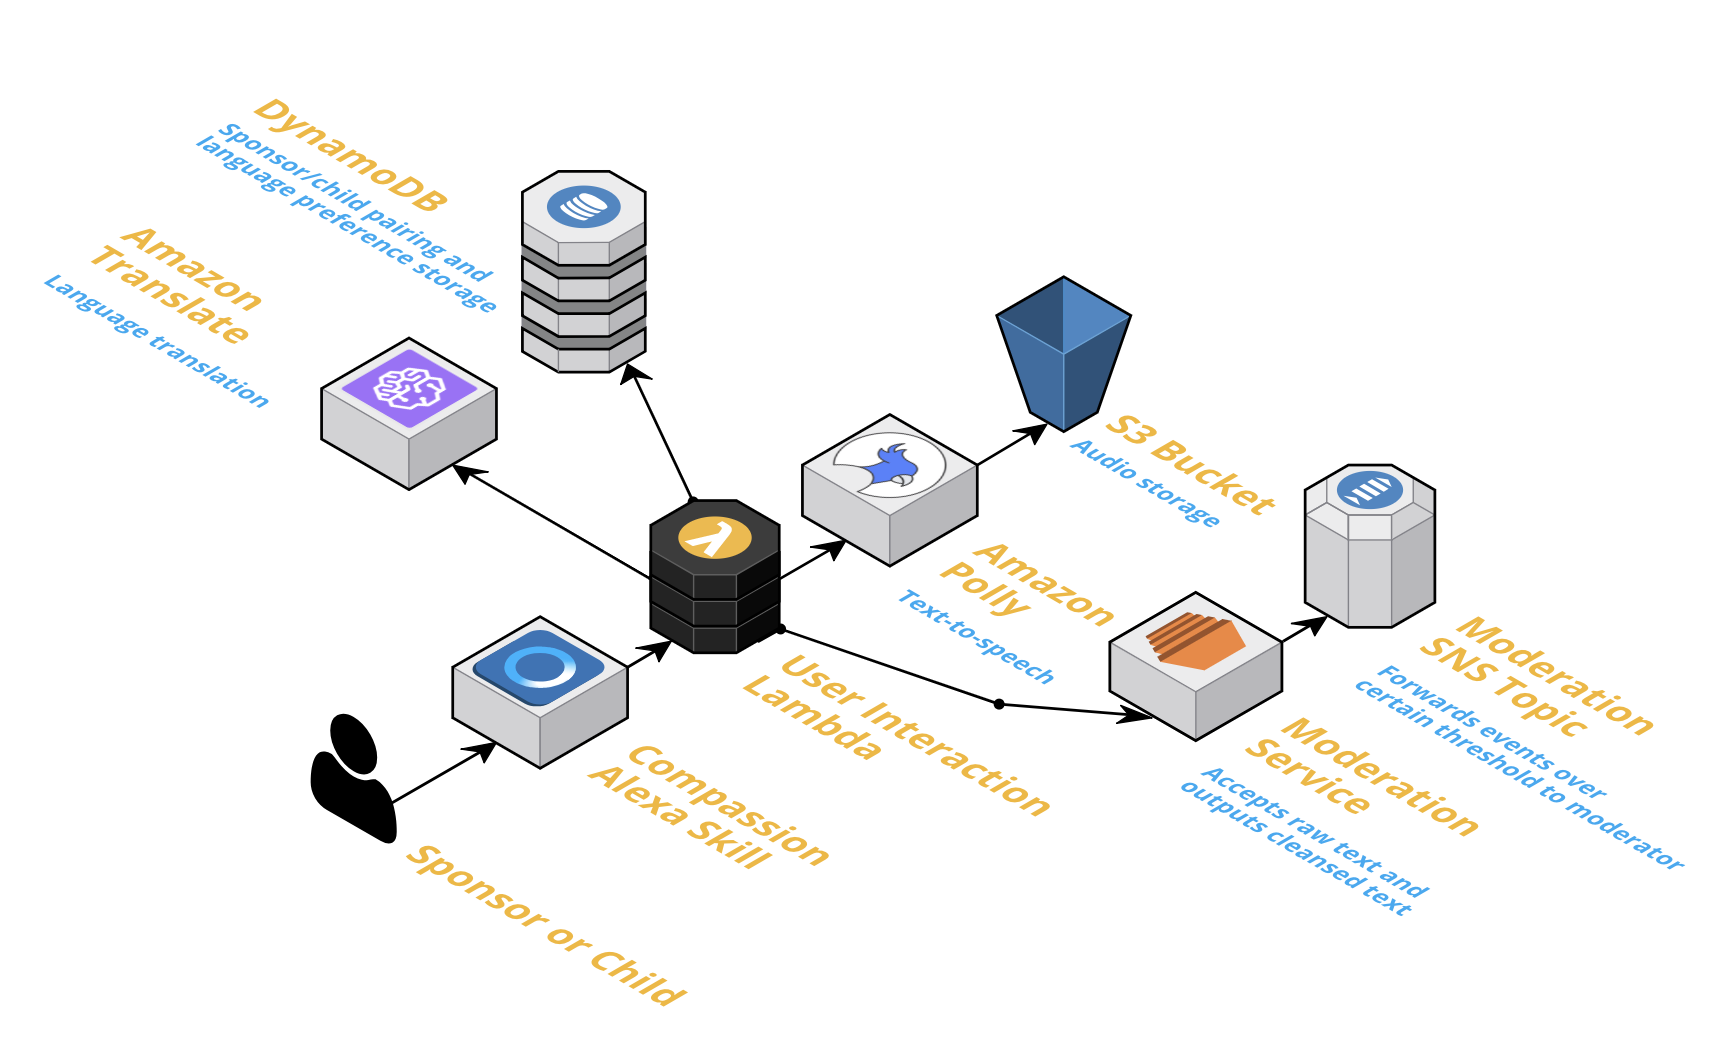 DynamoDB
Sponsor/child pairing and
language preference storage
Amazon
Translate
Language translation
S3 Bucket
Audio storage
Amazon
Polly
Text-to-speech
Moderation
SNS Topic
Forwards events over
certain threshold to moderator
User Interaction
Lambda
Moderation
Service
Accepts raw text and
outputs cleansed text
Compassion
Alexa Skill
Sponsor or Child